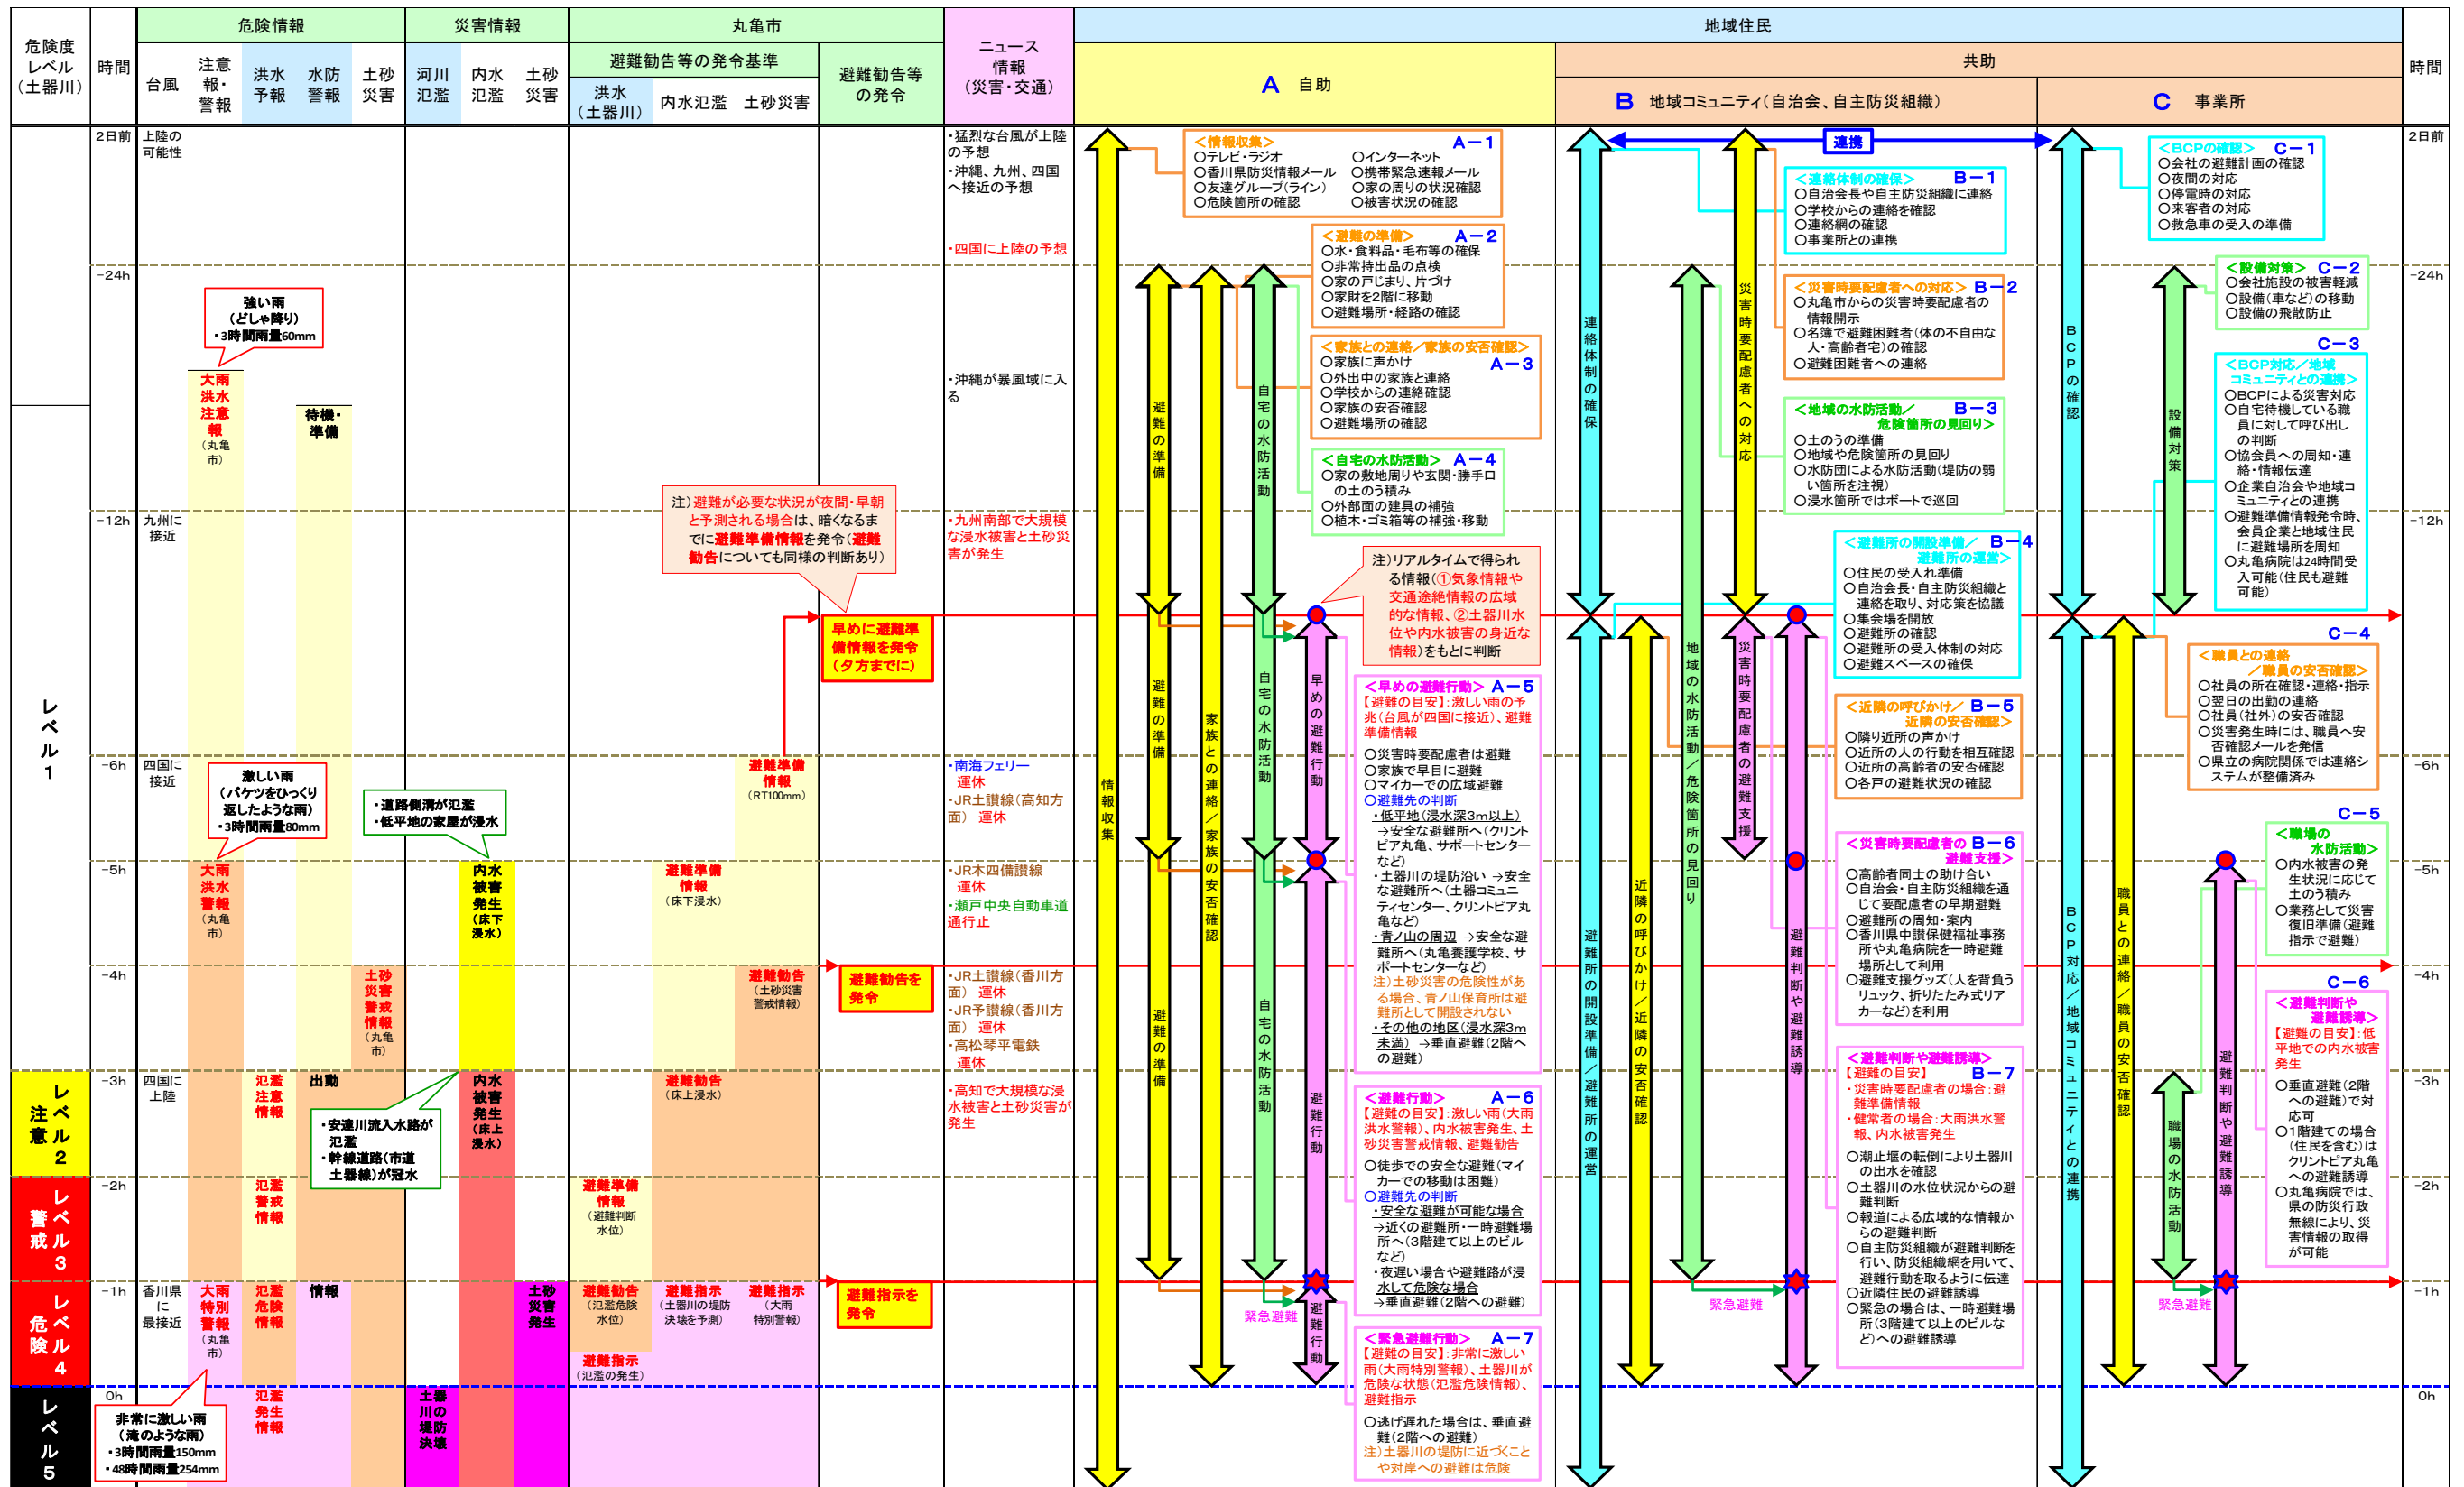 危険度
レベル
（土器川）
時間
危険情報
災害情報
丸亀市
ニュース
情報
（災害・交通）
地域住民
時間
台風
注意
報・
警報
洪水
予報
水防
警報
土砂
災害
河川
氾濫
内水
氾濫
土砂
災害
避難勧告等の発令基準
洪水
（土器川）
内水氾濫
土砂災害
避難勧告等
の発令
A 自助
共助
B 地域コミュニティ（自治会、自主防災組織）
C 事業所
レベル1
レベル2
注意
レベル3
警戒
レベル4
危険
レベル5
2日前
-24h
-12h
-6h
-5h
-4h
-3h
-2h
-1h
0h
上陸の
可能性
九州に
接近
四国に
接近
四国に
上陸
香川県
に
最接近
強い雨
（どしゃ降り）
・3時間雨量60mm
大雨
洪水
注意
報
（丸亀
市）
待機・
準備
激しい雨
（バケツをひっくり
返したような雨）
・3時間雨量80mm
大雨
洪水
警報
（丸亀
市）
・道路側溝が氾濫
・低平地の家屋が浸水
内水
被害
発生
（床下
浸水）
土砂
災害
警戒
情報
（丸亀
市）
氾濫
注意
情報
出動
内水
被害
発生
（床上
浸水）
・安達川流入水路が
氾濫
・幹線道路（市道
土器線）が冠水
氾濫
警戒
情報
大雨
特別
警報
（丸亀
市）
氾濫
危険
情報
情報
土砂
災害
発生
非常に激しい雨
（滝のような雨）
・3時間雨量150mm
・48時間雨量254mm
氾濫
発生
情報
土器
川の
堤防
決壊
注）避難が必要な状況が夜間・早朝
と予測される場合は、暗くなるま
でに避難準備情報を発令（避難
勧告についても同様の判断あり）
早めに避難準
備情報を発令
（夕方までに）
避難準備
情報
（RTI00mm）
避難準備
情報
（床下浸水）
避難勧告
（土砂災害
警戒情報）
避難勧告を
発令
避難勧告
（床上浸水）
避難準備
情報
（避難判断
水位）
避難勧告
（氾濫危険
水位）
避難指示
（土器川の堤防
決壊を予測）
避難指示
（大雨
特別警報）
避難指示を
発令
避難指示
（氾濫の発生）
・猛烈な台風が上陸
の予想
・沖縄、九州、四国
へ接近の予想
・四国に上陸の予想
・沖縄が暴風域に入
る
・九州南部で大規模
な浸水被害と土砂災
害が発生
・南海フェリー
運休
・JR土讃線（高知方
面） 運休
・JR本四備讃線
運休
・瀬戸中央自動車道
通行止
・JR土讃線（香川方
面） 運休
・JR予讃線（香川方
面） 運休
・高松琴平電鉄
運休
・高知で大規模な浸
水被害と土砂災害が
発生
情報収集
避難の準備
避難の準備
避難の準備
家族との連絡／家族の安否確認
自宅の水防活動
自宅の水防活動
自宅の水防活動
早めの避難行動
避難行動
避難行動
緊急避難
＜情報収集＞ A－1
○テレビ・ラジオ ○インターネット
○香川県防災情報メール ○携帯緊急速報メール
○友達グループ（ライン） ○家の周りの状況確認
○危険箇所の確認 ○被害状況の確認
＜避難の準備＞ A－2
○水・食料品・毛布等の確保
○非常持出品の点検
○家の戸じまり、片づけ
○家財を2階に移動
○避難場所・経路の確認
＜家族との連絡／家族の安否確認＞
○家族に声かけ A－3
○外出中の家族と連絡
○学校からの連絡確認
○家族の安否確認
○避難場所の確認
＜自宅の水防活動＞ A－4
○家の敷地周りや玄関・勝手口
の土のう積み
○外部面の建具の補強
○植木・ゴミ箱等の補強・移動
注）リアルタイムで得られ
る情報（①気象情報や
交通途絶情報の広域
的な情報、②土器川水
位や内水被害の身近な
情報）をもとに判断
＜早めの避難行動＞ A－5
【避難の目安】：激しい雨の予
兆（台風が四国に接近）、避難
準備情報
○災害時要配慮者は避難
○家族で早目に避難
○マイカーでの広域避難
○避難先の判断
・低平地（浸水深3m以上）
→安全な避難所へ（クリント
ピア丸亀、サポートセンター
など）
・土器川の堤防沿い →安全
な避難所へ（土器コミュニ
ティセンター、クリントピア丸
亀など）
・青ノ山の周辺 →安全な避
難所へ（丸亀養護学校、サ
ポートセンターなど）
注）土砂災害の危険性があ
る場合、青ノ山保育所は避
難所として開設されない
・その他の地区（浸水深3m
未満） →垂直避難（2階へ
の避難）
＜避難行動＞ A－6
【避難の目安】：激しい雨（大雨
洪水警報）、内水被害発生、土
砂災害警戒情報、避難勧告
○徒歩での安全な避難（マイ
カーでの移動は困難）
○避難先の判断
・安全な避難が可能な場合
→近くの避難所・一時避難場
所へ（3階建て以上のビル
など）
・夜遅い場合や避難路が浸
水して危険な場合
→垂直避難（2階への避難）
＜緊急避難行動＞ A－7
【避難の目安】：非常に激しい
雨（大雨特別警報）、土器川が
危険な状態（氾濫危険情報）、
避難指示
○逃げ遅れた場合は、垂直避
難（2階への避難）
注）土器川の堤防に近づくこと
や対岸への避難は危険
連携
連絡体制の確保
避難所の開設準備／避難所の運営
近隣の呼びかけ／近隣の安否確認
地域の水防活動／危険箇所の見回り
災害時要配慮者への対応
災害時要配慮者の避難支援
避難判断や避難誘導
緊急避難
＜連絡体制の確保＞ B－1
○自治会長や自主防災組織に連絡
○学校からの連絡を確認
○連絡網の確認
○事業所との連携
＜災害時要配慮者への対応＞ B－2
○丸亀市からの災害時要配慮者の
情報開示
○名簿で避難困難者（体の不自由な
人・高齢者宅）の確認
○避難困難者への連絡
＜地域の水防活動／ B－3
危険箇所の見回り＞
○土のうの準備
○地域や危険箇所の見回り
○水防団による水防活動（堤防の弱
い箇所を注視）
○浸水箇所ではボートで巡回
＜避難所の開設準備／ B－4
避難所の運営＞
○住民の受入れ準備
○自治会長・自主防災組織と
連絡を取り、対応策を協議
○集会場を開放
○避難所の確認
○避難所の受入体制の対応
○避難スペースの確保
＜近隣の呼びかけ／ B－5
近隣の安否確認＞
○隣り近所の声かけ
○近所の人の行動を相互確認
○近所の高齢者の安否確認
○各戸の避難状況の確認
＜災害時要配慮者の B－6
避難支援＞
○高齢者同士の助け合い
○自治会・自主防災組織を通
じて要配慮者の早期避難
○避難所の周知・案内
○香川県中讃保健福祉事務
所や丸亀病院を一時避難
場所として利用
○避難支援グッズ（人を背負う
リュック、折りたたみ式リア
カーなど）を利用
＜避難判断や避難誘導＞
【避難の目安】 B－7
・災害時要配慮者の場合：避
難準備情報
・健常者の場合：大雨洪水警
報、内水被害発生
○潮止堰の転倒により土器川
の出水を確認
○土器川の水位状況からの避
難判断
○報道による広域的な情報か
らの避難判断
○自主防災組織が避難判断を
行い、防災組織網を用いて、
避難行動を取るように伝達
○近隣住民の避難誘導
○緊急の場合は、一時避難場
所（3階建て以上のビルな
ど）への避難誘導
BCPの確認
BCP対応／地域コミュニティとの連携
職員との連絡／職員の安否確認
設備対策
職場の水防活動
避難判断や避難誘導
緊急避難
＜BCPの確認＞ C－1
○会社の避難計画の確認
○夜間の対応
○停電時の対応
○来客者の対応
○救急車の受入の準備
＜設備対策＞ C－2
○会社施設の被害軽減
○設備（車など）の移動
○設備の飛散防止
C－3
＜BCP対応／地域
コミュニティとの連携＞
○BCPによる災害対応
○自宅待機している職
員に対して呼び出し
の判断
○協会員への周知・連
絡・情報伝達
○企業自治会や地域コ
ミュニティとの連携
○避難準備情報発令時、
会員企業と地域住民
に避難場所を周知
○丸亀病院は24時間受
入可能（住民も避難
可能）
C－4
＜職員との連絡
／職員の安否確認＞
○社員の所在確認・連絡・指示
○翌日の出勤の連絡
○社員（社外）の安否確認
○災害発生時には、職員へ安
否確認メールを発信
○県立の病院関係では連絡シ
ステムが整備済み
C－5
＜職場の
水防活動＞
○内水被害の発
生状況に応じて
土のう積み
○業務として災害
復旧準備（避難
指示で避難）
C－6
＜避難判断や
避難誘導＞
【避難の目安】：低
平地での内水被害
発生
○垂直避難（2階
への避難）で対
応可
○1階建ての場合
（住民を含む）は
クリントピア丸亀
への避難誘導
○丸亀病院では、
県の防災行政
無線により、災
害情報の取得
が可能
2日前
-24h
-12h
-6h
-5h
-4h
-3h
-2h
-1h
0h